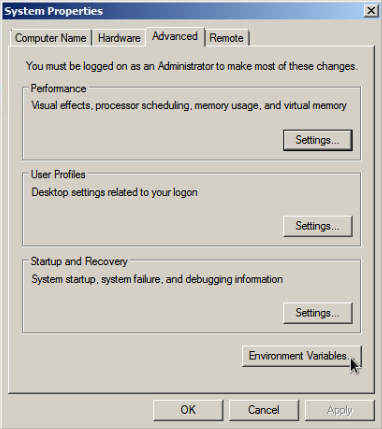 System Properties
Computer Name Hardware Advanced Remote
You must be logged on as an Administrator to make most of these changes.
Performance
Visual effects, processor scheduling, memory usage, and virtual memory
Settings...
User Profiles
Desktop settings related to your logon
Settings...
Startup and Recovery
System startup, system failure, and debugging information
Settings...
Environment Variables...
OK Cancel Apply